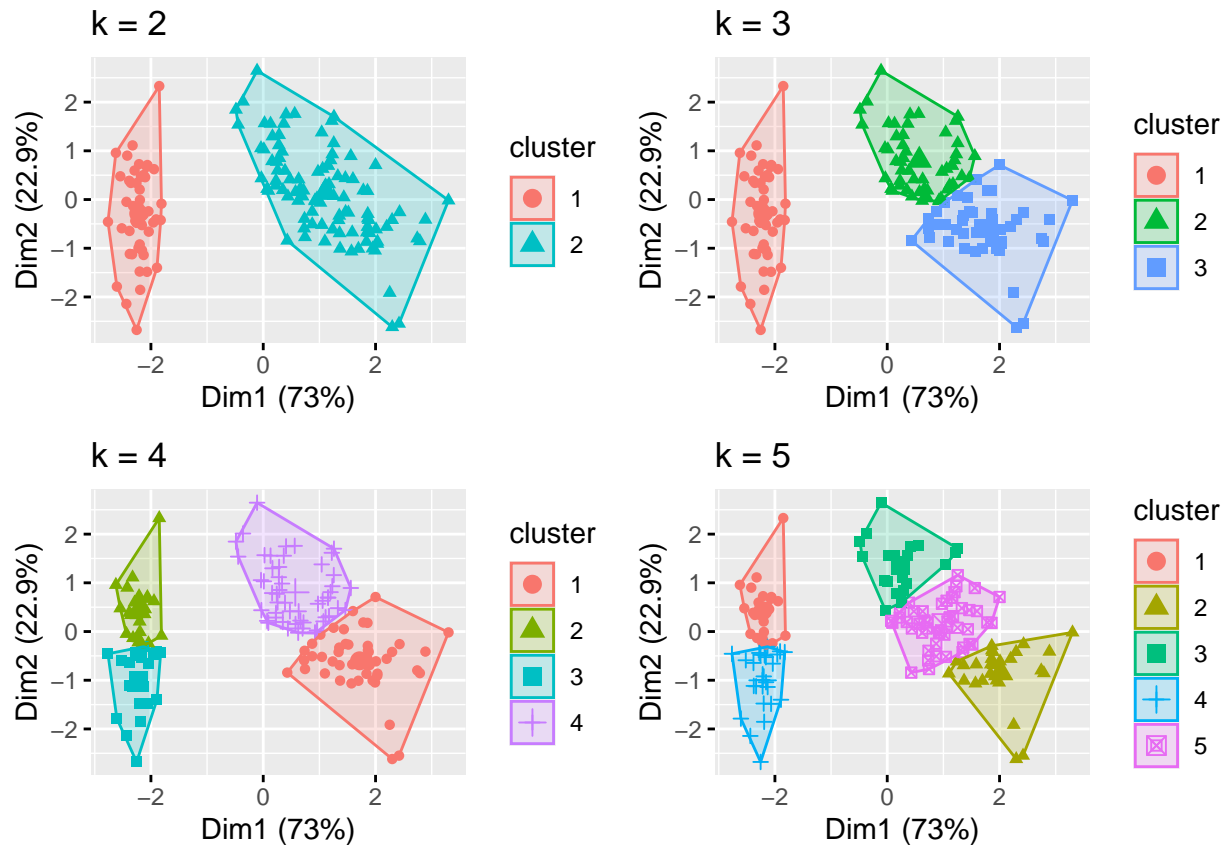 k = 2
Dim2 (22.9%)
2
1
0
−1
−2
−2
0
2
Dim1 (73%)
cluster
1
2
k = 3
Dim2 (22.9%)
2
1
0
−1
−2
−2
0
2
Dim1 (73%)
cluster
1
2
3
k = 4
Dim2 (22.9%)
2
1
0
−1
−2
−2
0
2
Dim1 (73%)
cluster
1
2
3
4
k = 5
Dim2 (22.9%)
2
1
0
−1
−2
−2
0
2
Dim1 (73%)
cluster
1
2
3
4
5